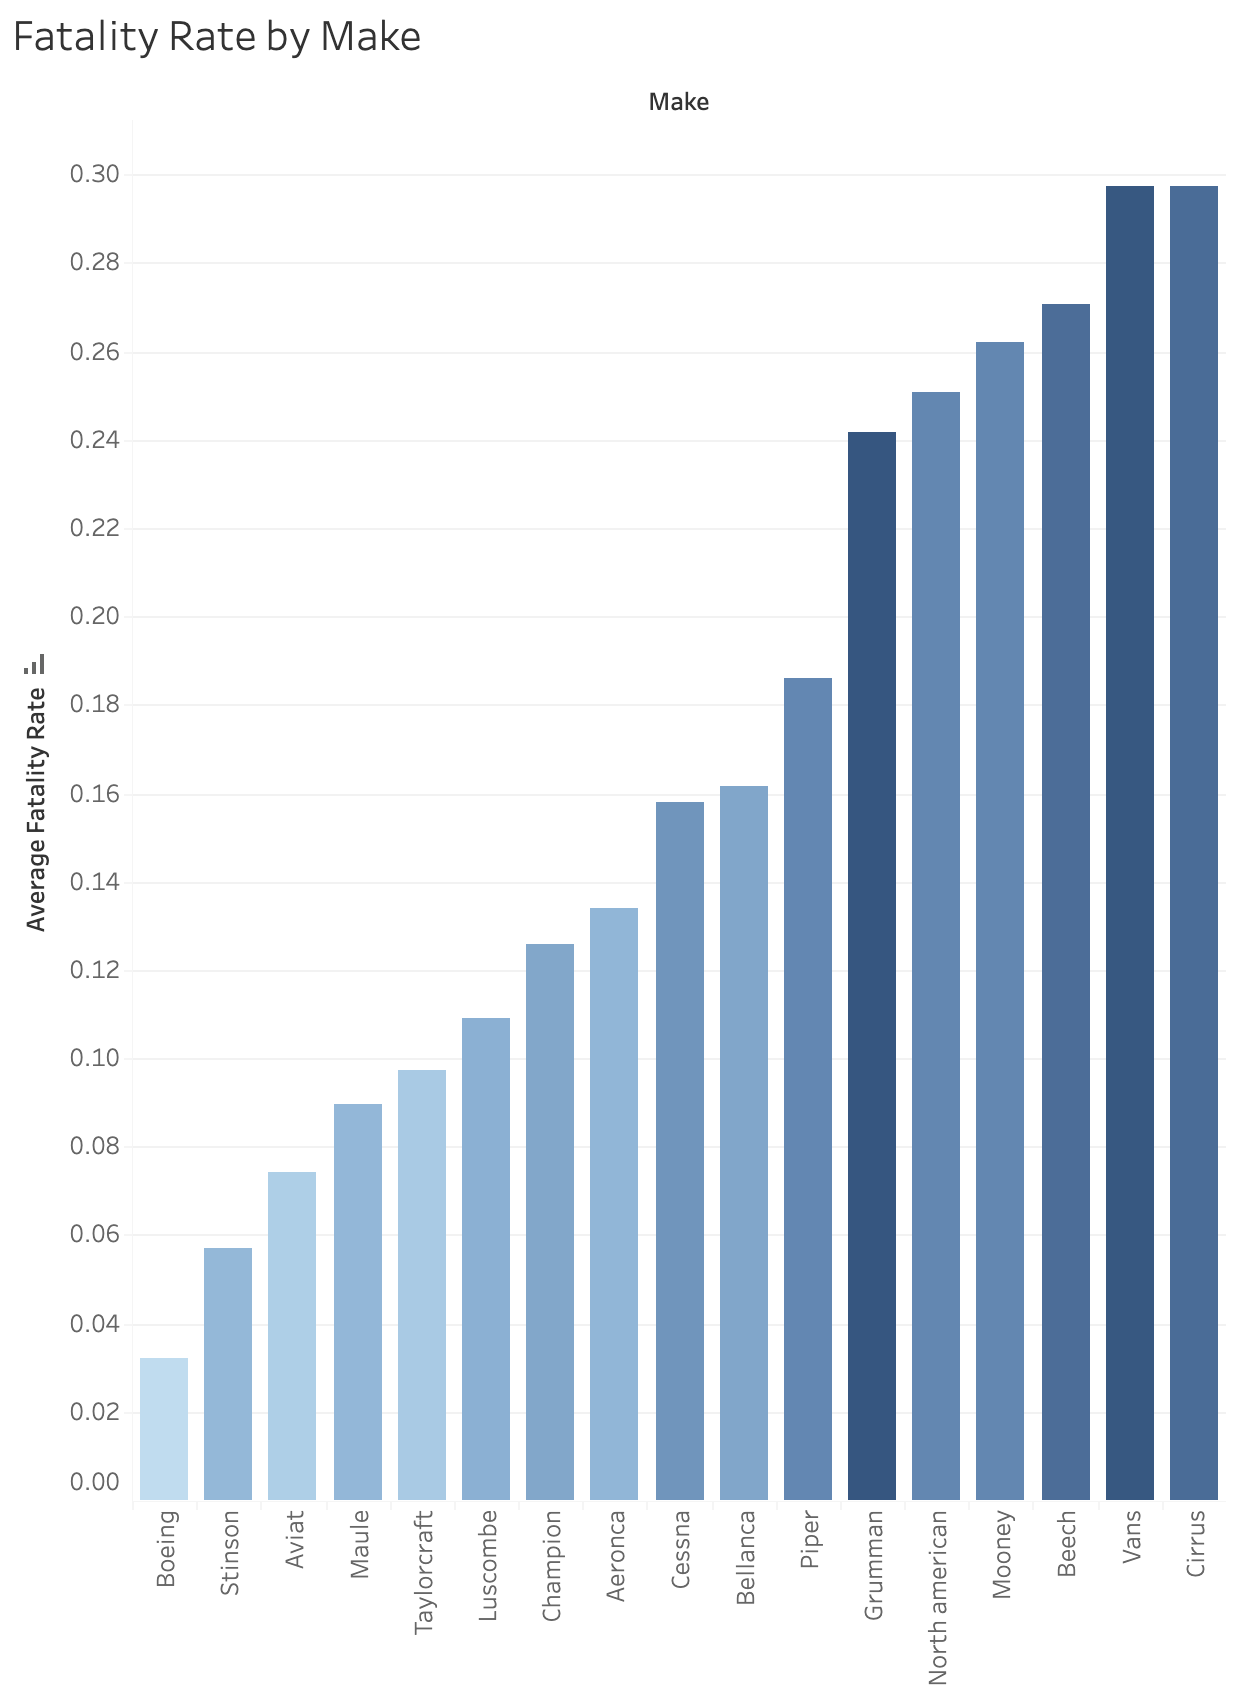 Fatality Rate by Make
Make
Average Fatality Rate
0.30
0.28
0.26
0.24
0.22
0.20
0.18
0.16
0.14
0.12
0.10
0.08
0.06
0.04
0.02
0.00
Boeing
Stinson
Aviat
Maule
Taylorcraft
Luscombe
Champion
Aeronca
Cessna
Bellanca
Piper
Grumman
North american
Mooney
Beech
Vans
Cirrus